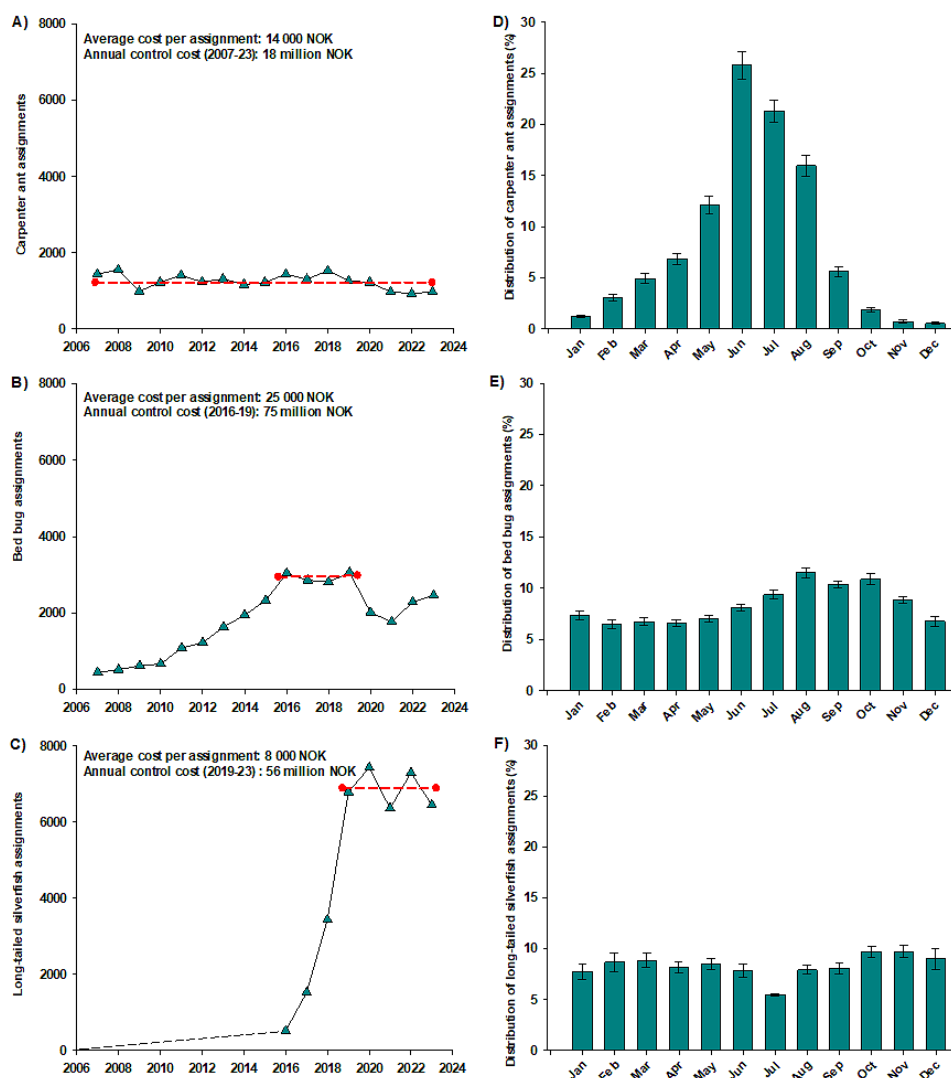 A)
Average cost per assignment: 14 000 NOK
Annual control cost (2007-23): 18 million NOK
Carpenter ant assignments
8000
6000
4000
2000
0
2006 2008 2010 2012 2014 2016 2018 2020 2022 2024
B)
Average cost per assignment: 25 000 NOK
Annual control cost (2016-19): 75 million NOK
Bed bug assignments
8000
6000
4000
2000
0
2006 2008 2010 2012 2014 2016 2018 2020 2022 2024
C)
Average cost per assignment: 8 000 NOK
Annual control cost (2019-23) : 56 million NOK
Long-tailed silverfish assignments
8000
6000
4000
2000
0
2006 2008 2010 2012 2014 2016 2018 2020 2022 2024
D)
Distribution of carpenter ant assignments (%)
30
25
20
15
10
5
0
Jan Feb Mar Apr May Jun Jul Aug Sep Oct Nov Dec
E)
Distribution of bed bug assignments (%)
30
25
20
15
10
5
0
Jan Feb Mar Apr May Jun Jul Aug Sep Oct Nov Dec
F)
Distribution of long-tailed silverfish assignments (%)
30
25
20
15
10
5
0
Jan Feb Mar Apr May Jun Jul Aug Sep Oct Nov Dec